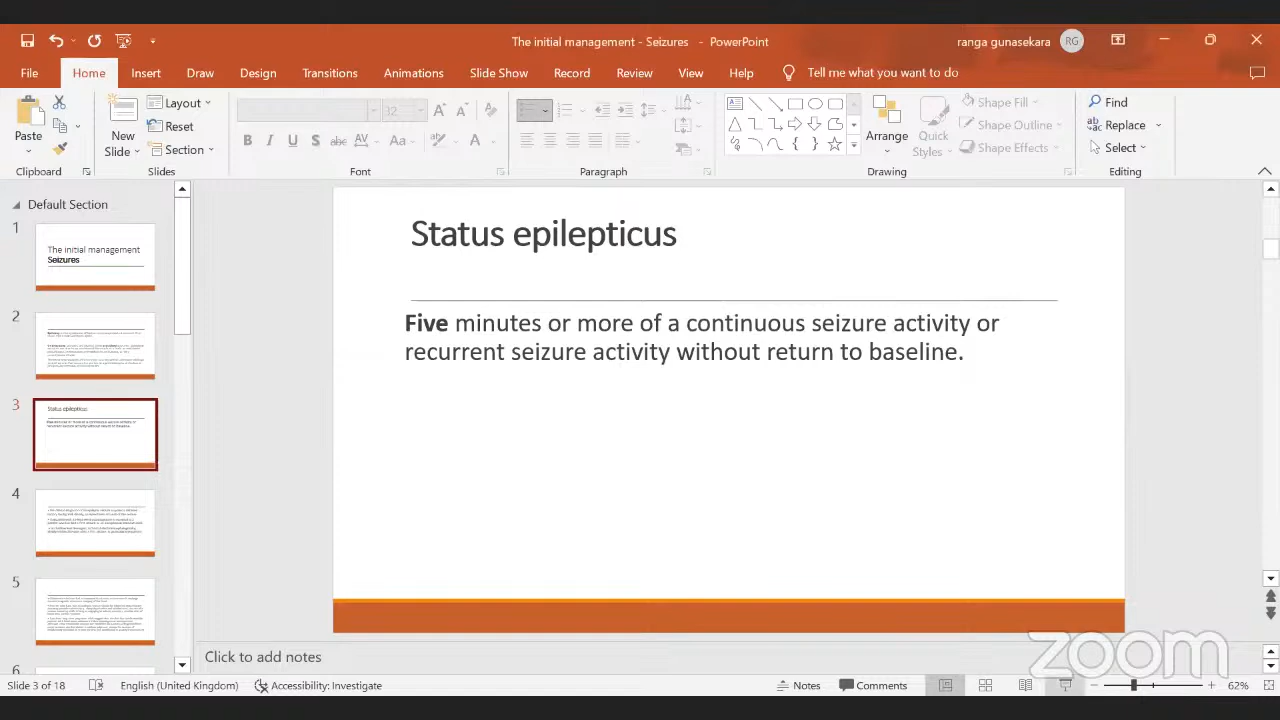 The initial management - Seizures - PowerPoint
ranga gunasekara
RG
File Home Insert Draw Design Transitions Animations Slide Show Record Review View Help Tell me what you want to do
Paste
Clipboard
New
Slide
Layout
Reset
Section
Slides
32
B I U S abc AV Aa A
Font
Paragraph
Arrange
Quick
Styles
Shape Fill
Shape Outline
Shape Effects
Drawing
Find
Replace
Select
Editing
Default Section
1
The initial management
Seizures
2
3
Status epilepticus
4
5
6
Status epilepticus
Five minutes or more of a continuous seizure activity or
recurrent seizure activity without return to baseline.
Click to add notes
zoom
Slide 3 of 18 English (United Kingdom) Accessibility: Investigate Notes Comments 62%